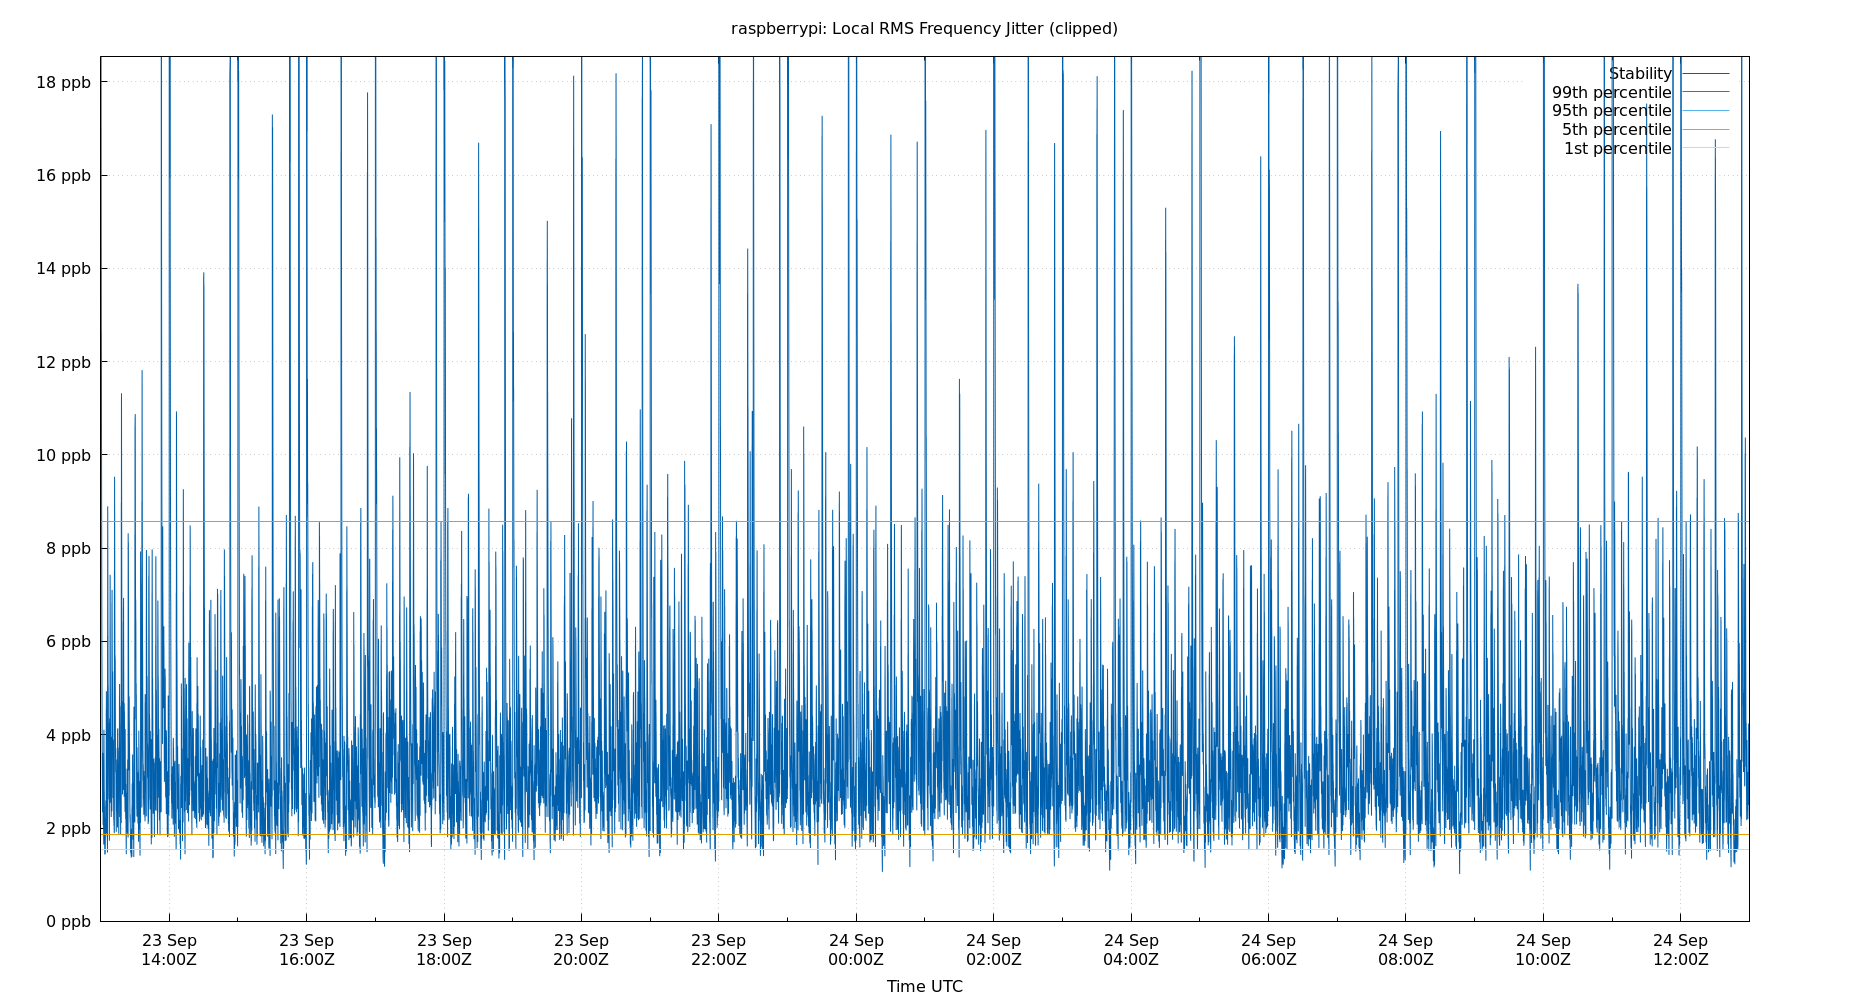 raspberrypi: Local RMS Frequency Jitter (clipped)
18 ppb
16 ppb
14 ppb
12 ppb
10 ppb
8 ppb
6 ppb
4 ppb
2 ppb
0 ppb
Stability
99th percentile
95th percentile
5th percentile
1st percentile
23 Sep 23 Sep 23 Sep 23 Sep 23 Sep 24 Sep 24 Sep 24 Sep 24 Sep 24 Sep 24 Sep 24 Sep
14:00Z 16:00Z 18:00Z 20:00Z 22:00Z 00:00Z 02:00Z 04:00Z 06:00Z 08:00Z 10:00Z 12:00Z
Time UTC